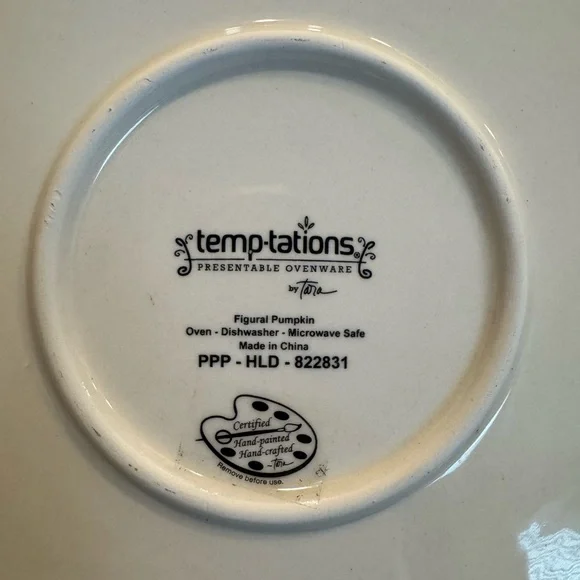 temp-tations®
PRESENTABLE OVENWARE
by Tara
Figural Pumpkin
Oven - Dishwasher - Microwave Safe
Made in China
PPP - HLD - 822831
Certified
Hand-painted
Hand-crafted
-Tara
Remove before use.